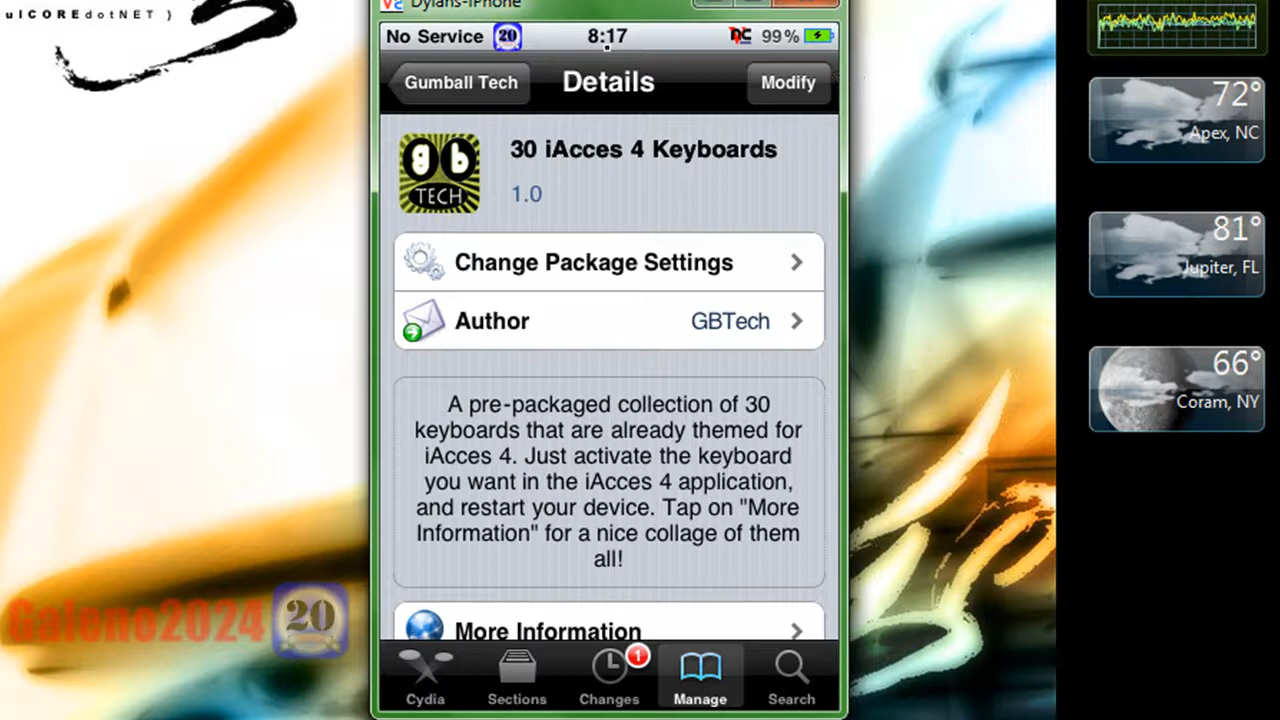 ulCOREdotNET )
Dylans-iPhone
No Service
20
8:17
99%
Gumball Tech
Details
Modify
gb
TECH
30 iAcces 4 Keyboards
1.0
Change Package Settings
Author
GBTech
A pre-packaged collection of 30
keyboards that are already themed for
iAcces 4. Just activate the keyboard
you want in the iAcces 4 application,
and restart your device. Tap on "More
Information" for a nice collage of them
all!
More Information
Cydia
Sections
1
Changes
Manage
Search
72°
Apex, NC
81°
Jupiter, FL
66°
Coram, NY
Galeno2024
20